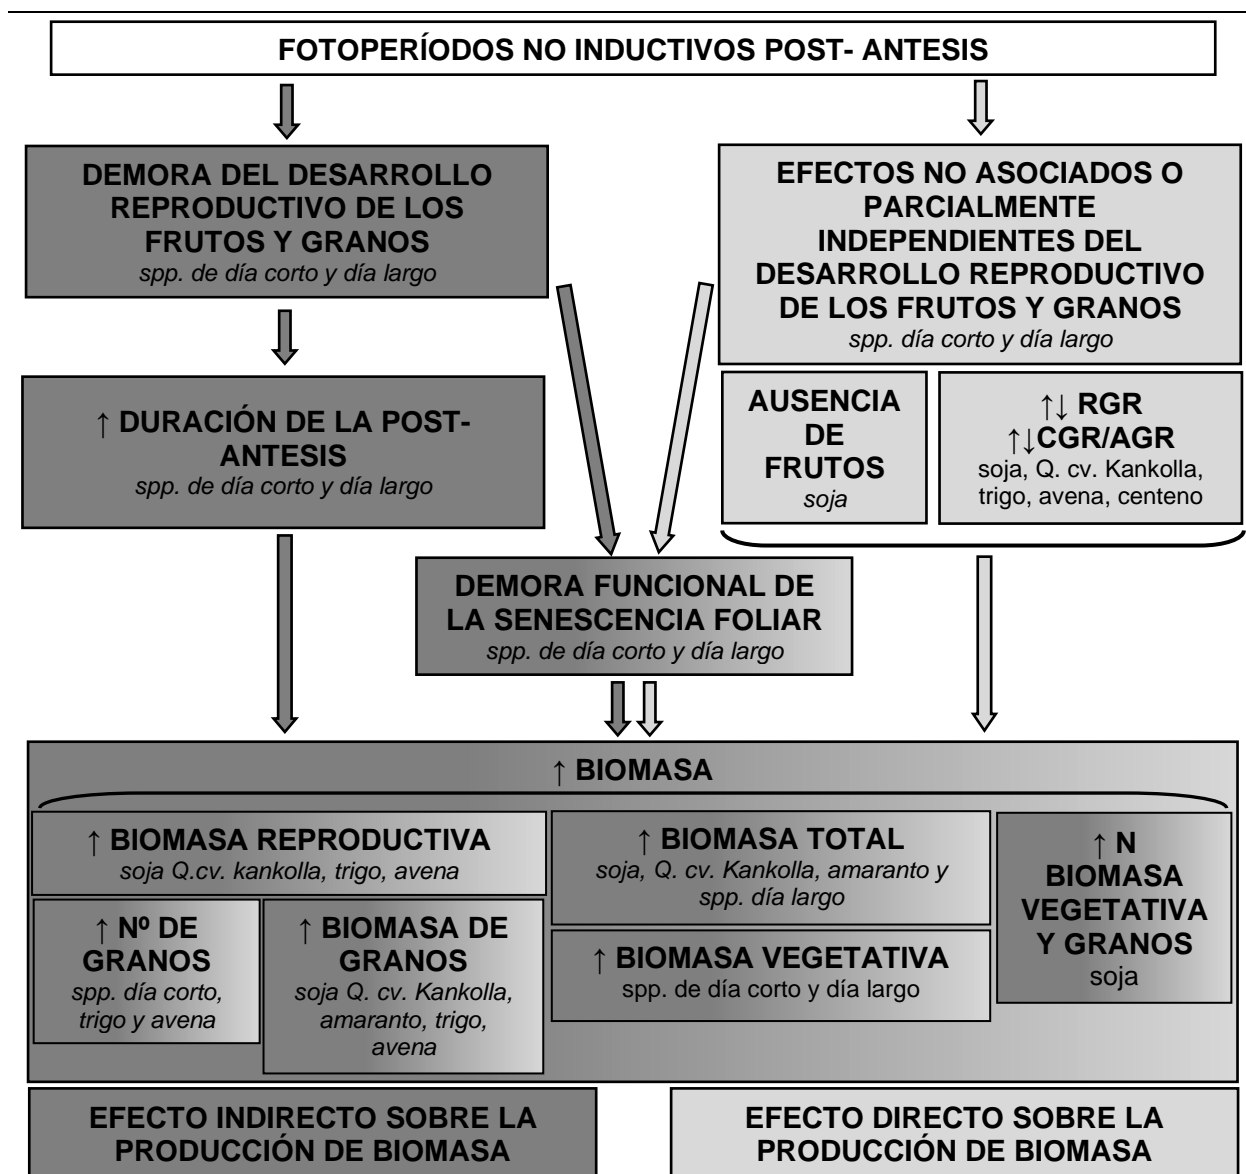 FOTOPERÍODOS NO INDUCTIVOS POST- ANTESIS
DEMORA DEL DESARROLLO
REPRODUCTIVO DE LOS
FRUTOS Y GRANOS
spp. de día corto y día largo
EFECTOS NO ASOCIADOS O
PARCIALMENTE
INDEPENDIENTES DEL
DESARROLLO REPRODUCTIVO
DE LOS FRUTOS Y GRANOS
spp. día corto y día largo
↑ DURACIÓN DE LA POST-
ANTESIS
spp. de día corto y día largo
AUSENCIA
DE
FRUTOS
soja
↑↓ RGR
↑↓CGR/AGR
soja, Q. cv. Kankolla,
trigo, avena, centeno
DEMORA FUNCIONAL DE
LA SENESCENCIA FOLIAR
spp. de día corto y día largo
↑ BIOMASA
↑ BIOMASA REPRODUCTIVA
soja Q.cv. kankolla, trigo, avena
↑ Nº DE
GRANOS
spp. día corto,
trigo y avena
↑ BIOMASA DE
GRANOS
soja Q. cv. Kankolla,
amaranto, trigo,
avena
↑ BIOMASA TOTAL
soja, Q. cv. Kankolla, amaranto y
spp. día largo
↑ BIOMASA VEGETATIVA
spp. de día corto y día largo
↑ N
BIOMASA
VEGETATIVA
Y GRANOS
soja
EFECTO INDIRECTO SOBRE LA
PRODUCCIÓN DE BIOMASA
EFECTO DIRECTO SOBRE LA
PRODUCCIÓN DE BIOMASA